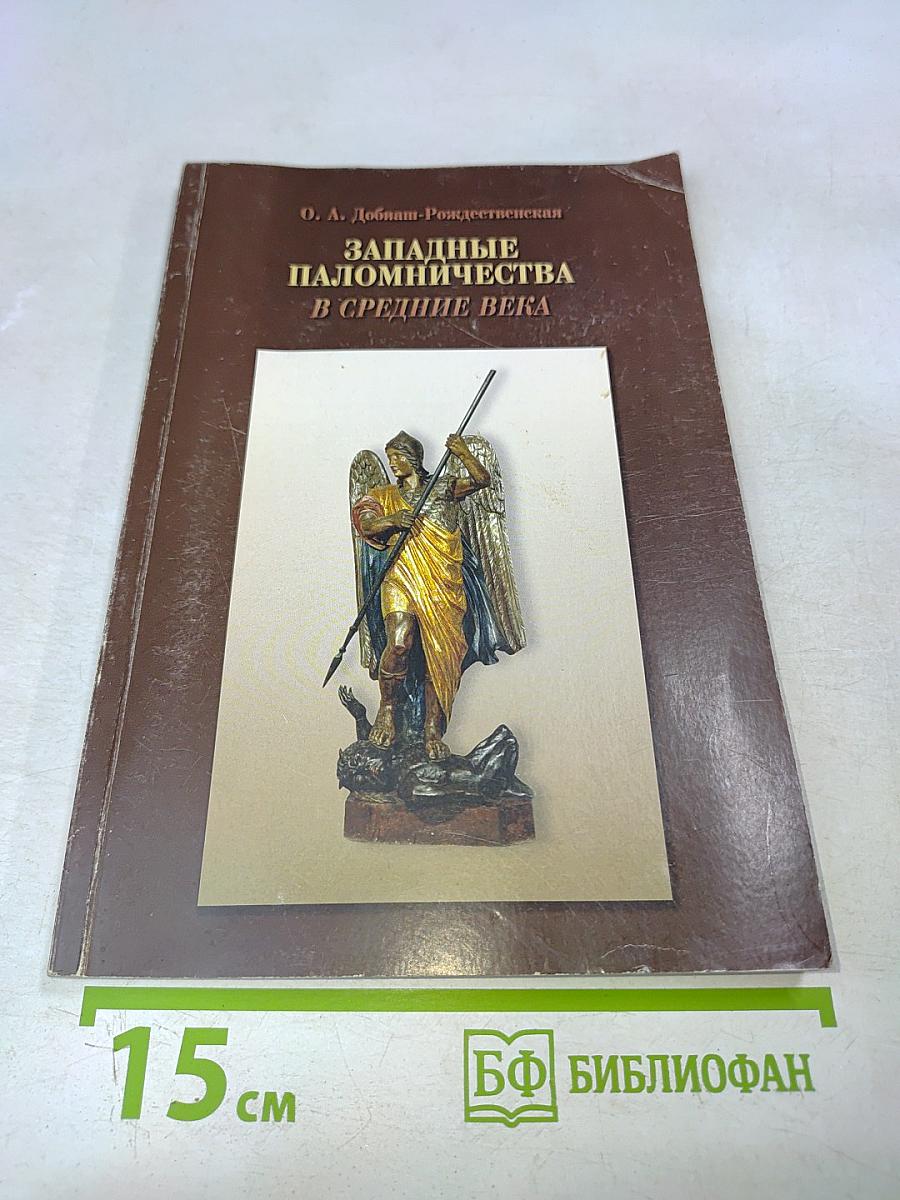 О. А. Добиаш-Рождественская
ЗАПАДНЫЕ
ПАЛОМНИЧЕСТВА
В СРЕДНИЕ ВЕКА
15 см
БФ БИБЛИОФАН